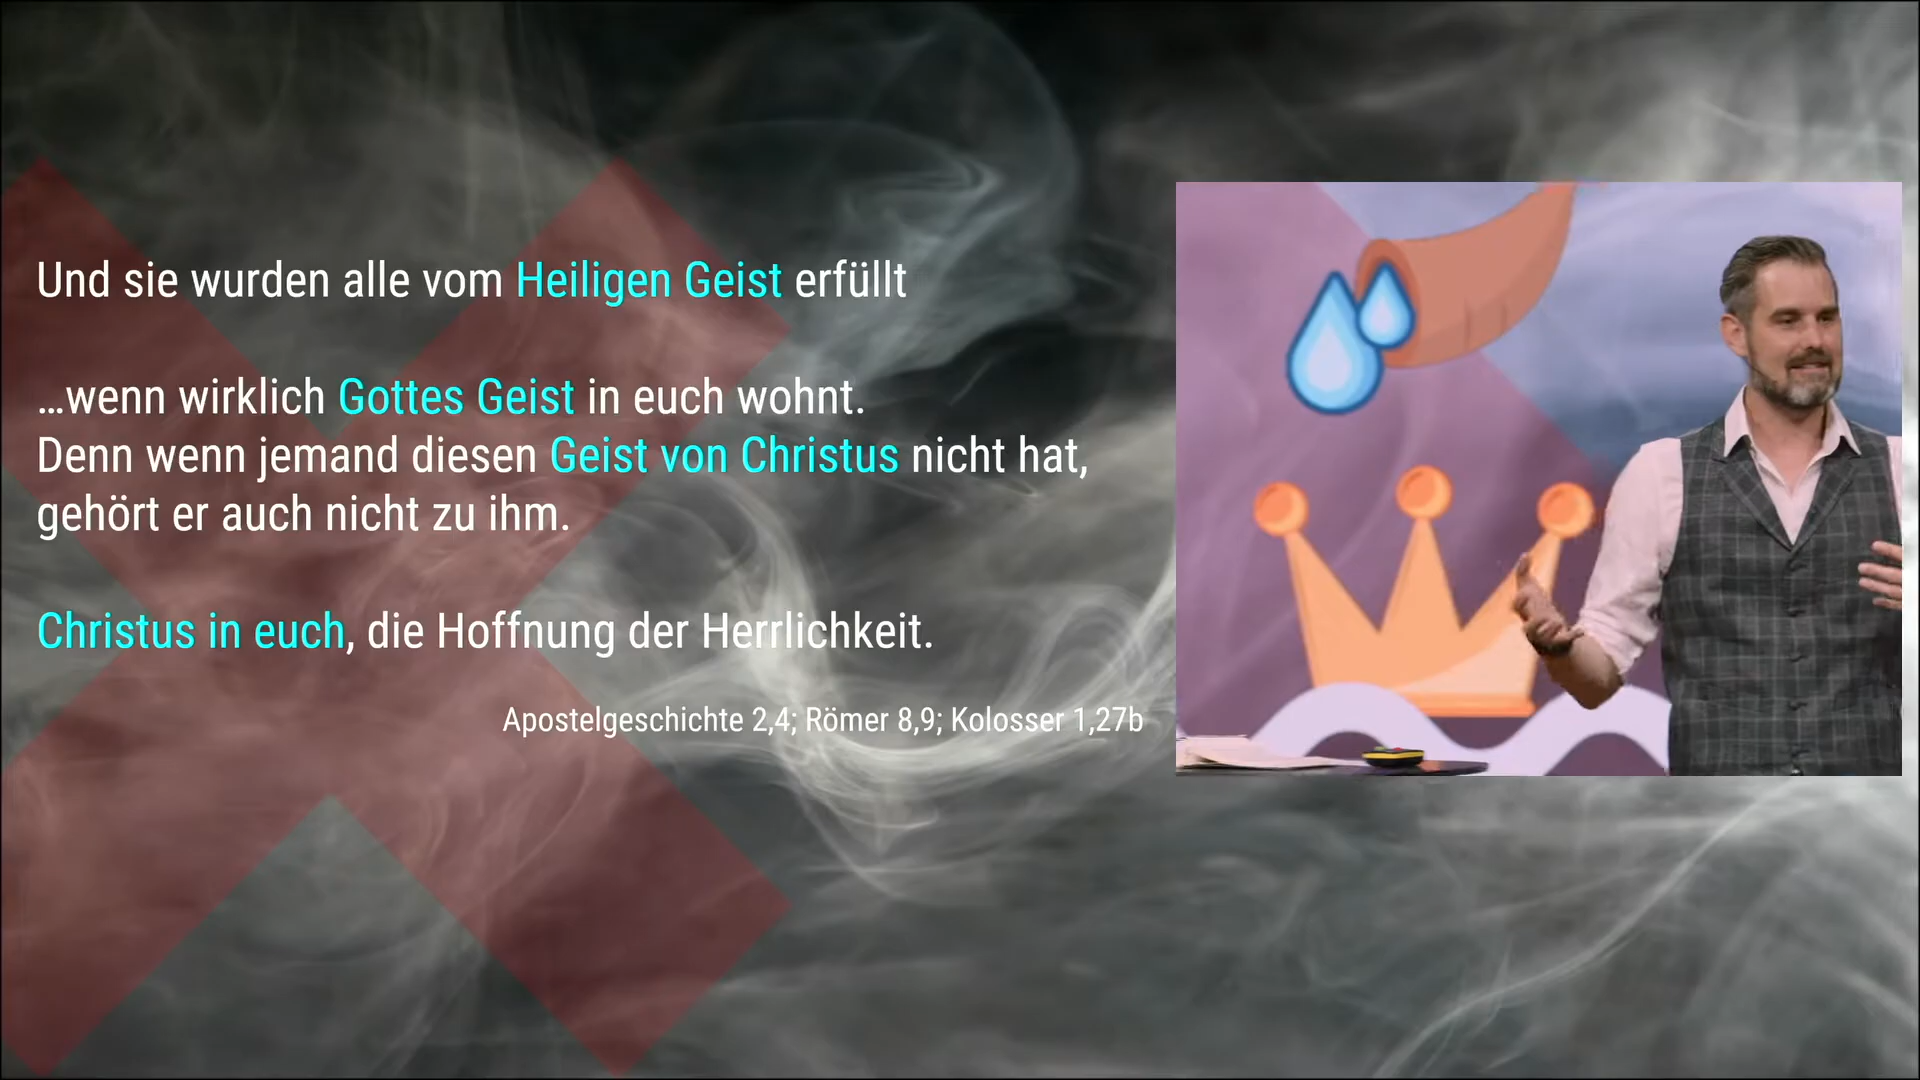 Und sie wurden alle vom Heiligen Geist erfüllt
…wenn wirklich Gottes Geist in euch wohnt.
Denn wenn jemand diesen Geist von Christus nicht hat,
gehört er auch nicht zu ihm.
Christus in euch, die Hoffnung der Herrlichkeit.
Apostelgeschichte 2,4; Römer 8,9; Kolosser 1,27b